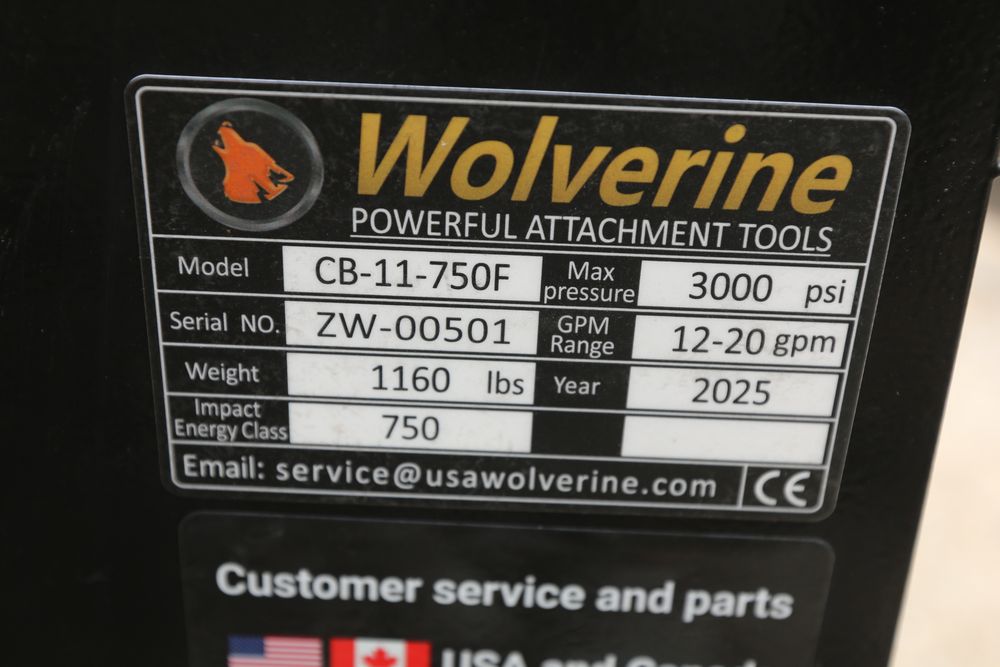 Wolverine
POWERFUL ATTACHMENT TOOLS
Model CB-11-750F Max pressure 3000 psi
Serial NO. ZW-00501 GPM Range 12-20 gpm
Weight 1160 lbs Year 2025
Impact Energy Class 750
Email: service@usawolverine.com CE
Customer service and parts
USA and